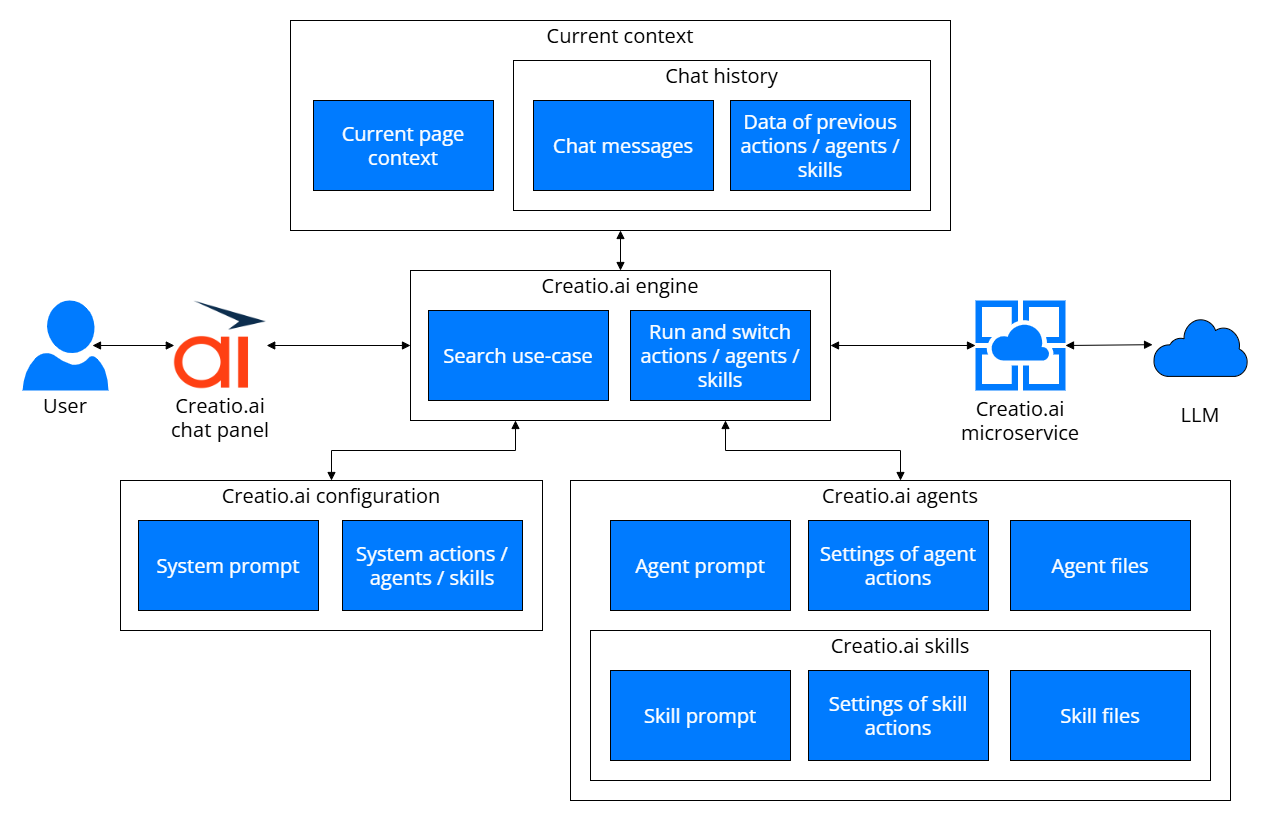 Current context
Chat history
Current page
context
Chat messages
Data of previous
actions / agents /
skills
Creatio.ai engine
Search use-case
Run and switch
actions / agents /
skills
User
ai
Creatio.ai
chat panel
Creatio.ai
microservice
LLM
Creatio.ai configuration
System prompt
System actions /
agents / skills
Creatio.ai agents
Agent prompt
Settings of agent
actions
Agent files
Creatio.ai skills
Skill prompt
Settings of skill
actions
Skill files